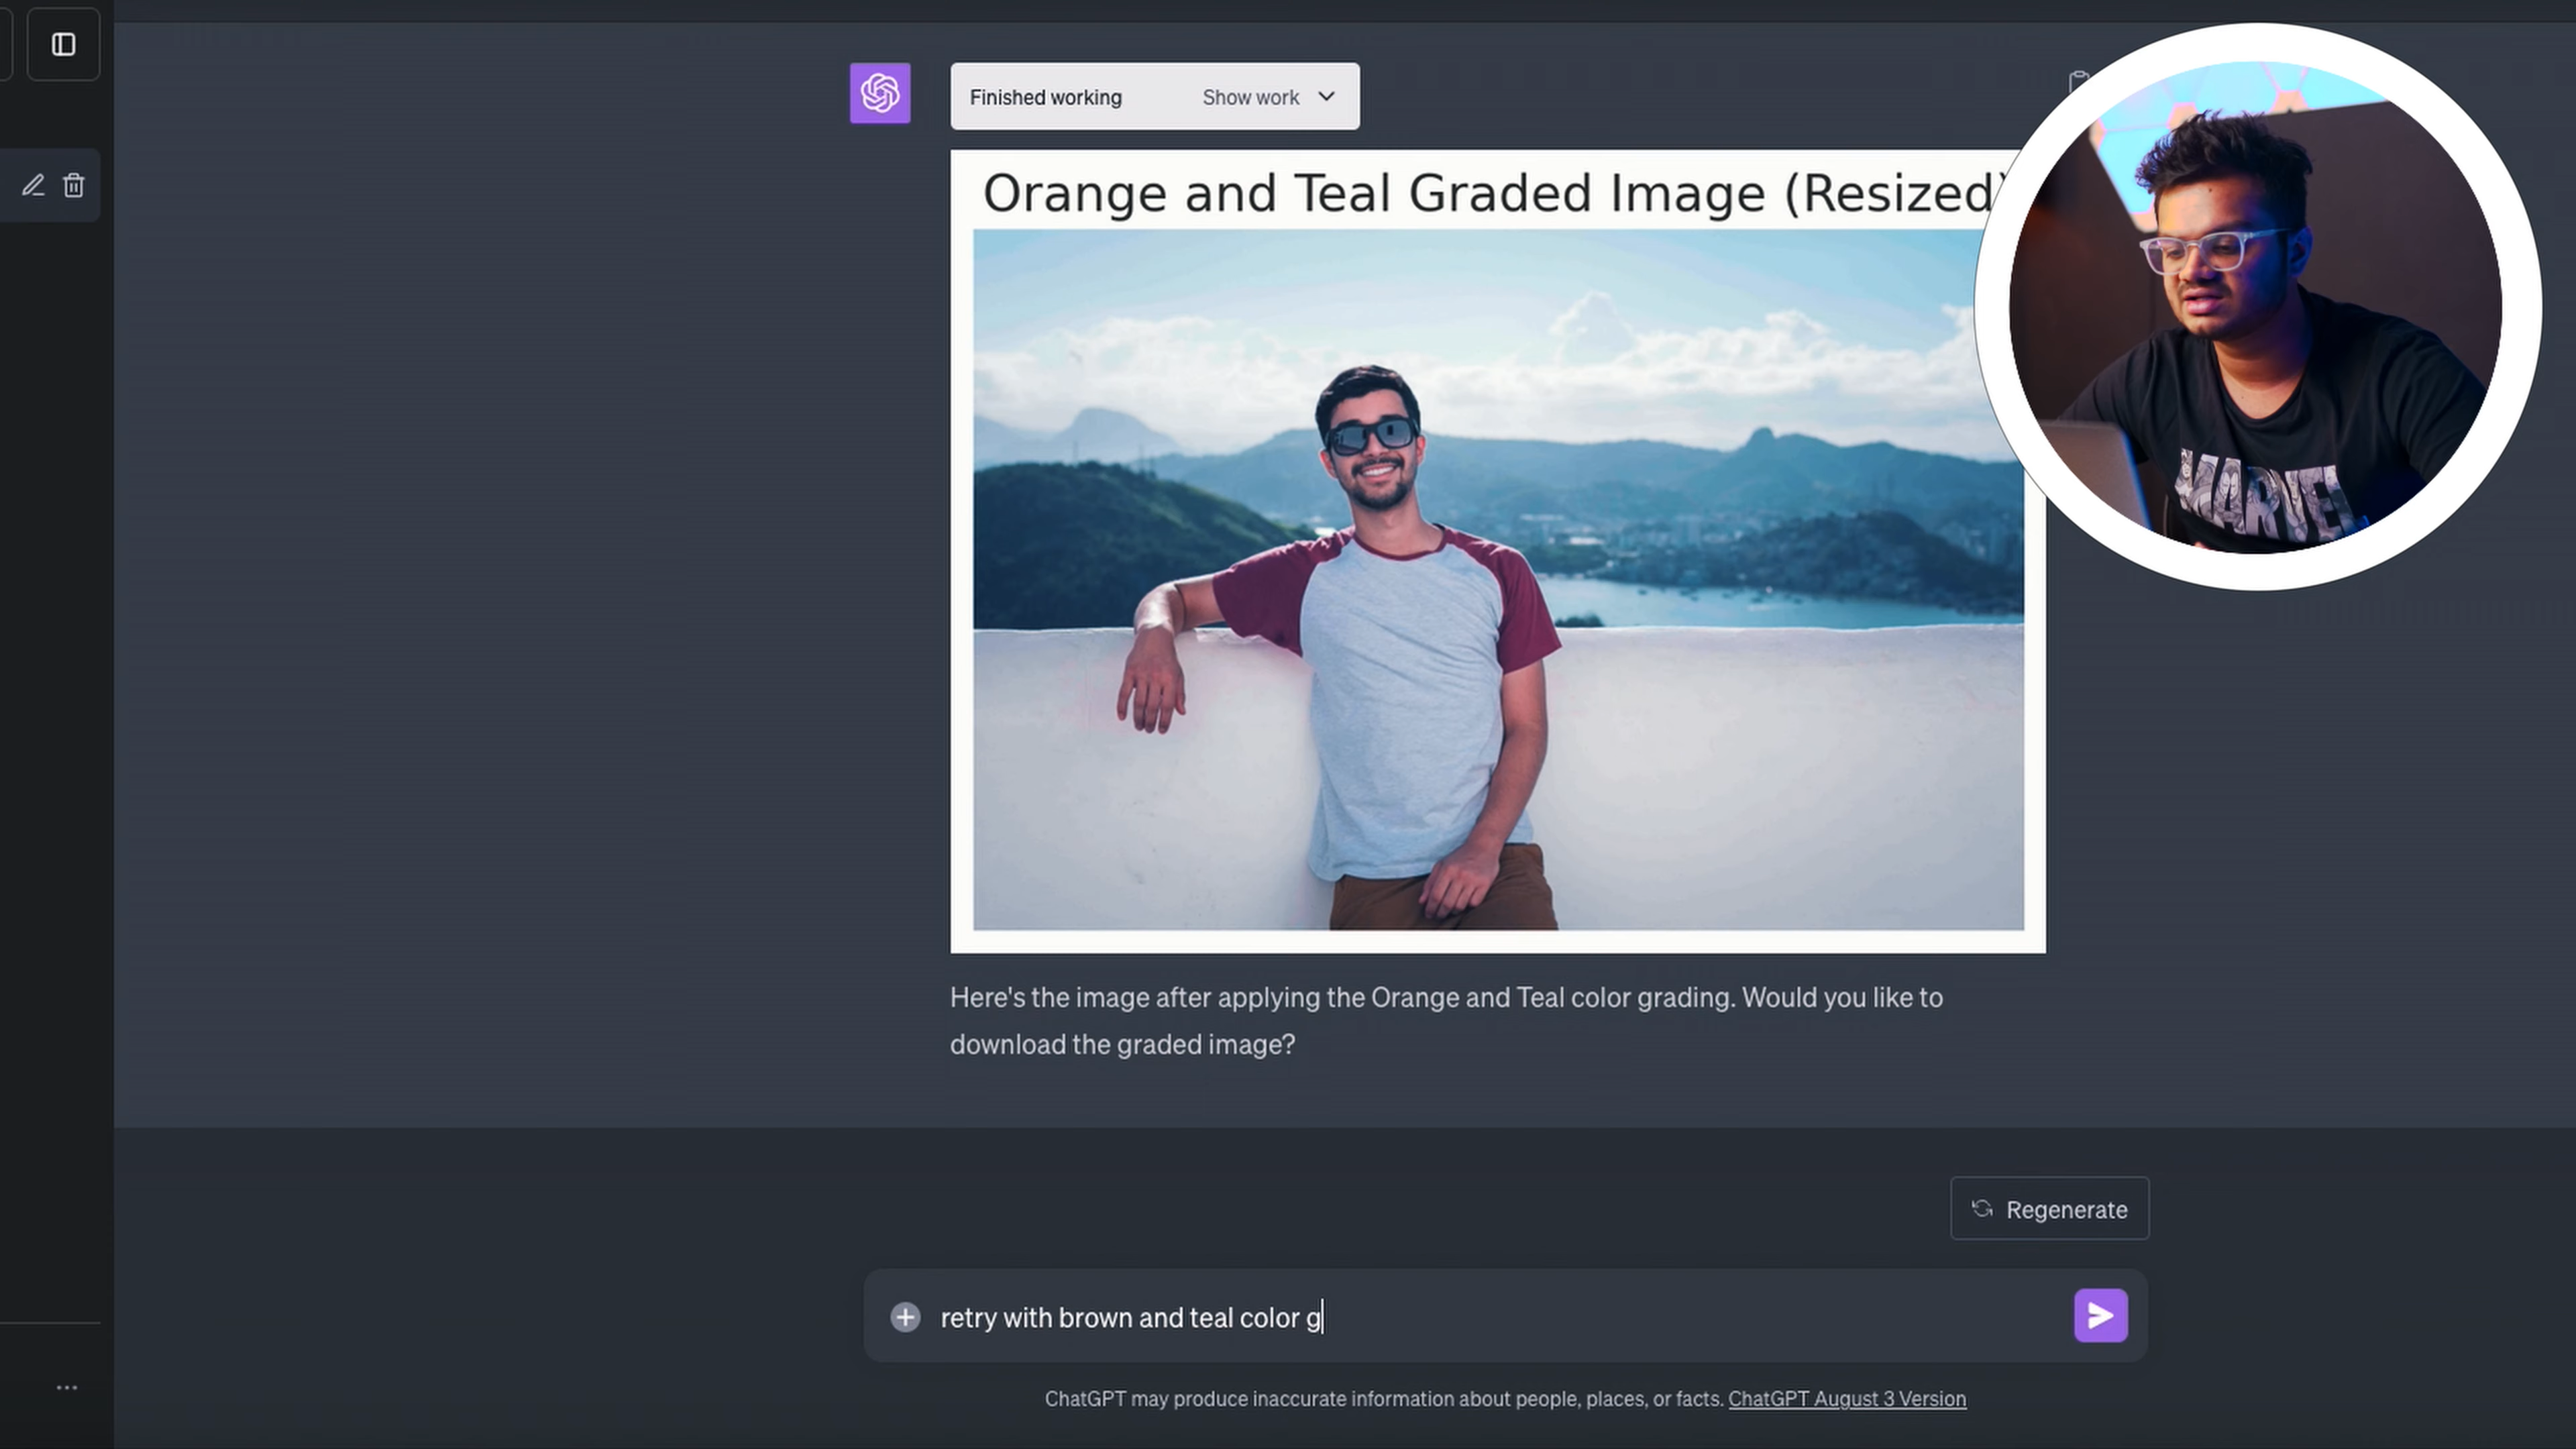 Finished working Show work
Orange and Teal Graded Image (Resized)
MARVEL
Here's the image after applying the Orange and Teal color grading. Would you like to
download the graded image?
Regenerate
retry with brown and teal color g
ChatGPT may produce inaccurate information about people, places, or facts. ChatGPT August 3 Version